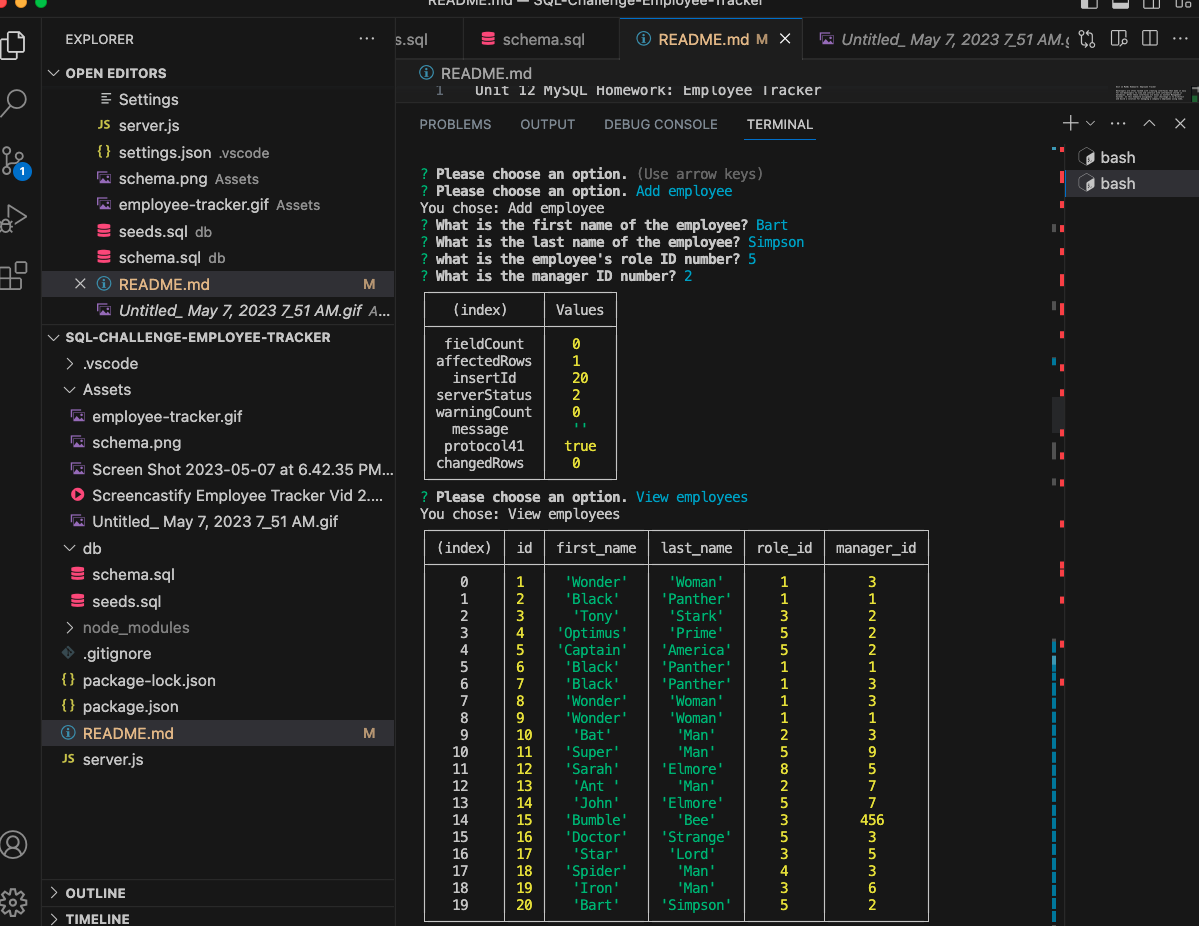 README.md — SQL-Challenge-Employee-Tracker
EXPLORER
OPEN EDITORS
Settings
JS server.js
{} settings.json .vscode
schema.png Assets
employee-tracker.gif Assets
seeds.sql db
schema.sql db
README.md M
Untitled_ May 7, 2023 7_51 AM.gif A...
SQL-CHALLENGE-EMPLOYEE-TRACKER
.vscode
Assets
employee-tracker.gif
schema.png
Screen Shot 2023-05-07 at 6.42.35 PM...
Screencastify Employee Tracker Vid 2....
Untitled_ May 7, 2023 7_51 AM.gif
db
schema.sql
seeds.sql
node_modules
.gitignore
{} package-lock.json
{} package.json
README.md M
JS server.js
OUTLINE
TIMELINE
1
s.sql schema.sql README.md M Untitled_ May 7, 2023 7_51 AM.g
README.md
1 Unit 12 MySQL Homework: Employee Tracker
PROBLEMS OUTPUT DEBUG CONSOLE TERMINAL
? Please choose an option. (Use arrow keys)
? Please choose an option. Add employee
You chose: Add employee
? What is the first name of the employee? Bart
? What is the last name of the employee? Simpson
? what is the employee's role ID number? 5
? What is the manager ID number? 2
(index) Values
fieldCount 0
affectedRows 1
insertId 20
serverStatus 2
warningCount 0
message ''
protocol41 true
changedRows 0
? Please choose an option. View employees
You chose: View employees
(index) id first_name last_name role_id manager_id
0 1 'Wonder' 'Woman' 1 3
1 2 'Black' 'Panther' 1 1
2 3 'Tony' 'Stark' 3 2
3 4 'Optimus' 'Prime' 5 2
4 5 'Captain' 'America' 5 2
5 6 'Black' 'Panther' 1 1
6 7 'Black' 'Panther' 1 3
7 8 'Wonder' 'Woman' 1 3
8 9 'Wonder' 'Woman' 1 1
9 10 'Bat' 'Man' 2 3
10 11 'Super' 'Man' 5 9
11 12 'Sarah' 'Elmore' 8 5
12 13 'Ant ' 'Man' 2 7
13 14 'John' 'Elmore' 5 7
14 15 'Bumble' 'Bee' 3 456
15 16 'Doctor' 'Strange' 5 3
16 17 'Star' 'Lord' 3 5
17 18 'Spider' 'Man' 4 3
18 19 'Iron' 'Man' 3 6
19 20 'Bart' 'Simpson' 5 2
bash
bash